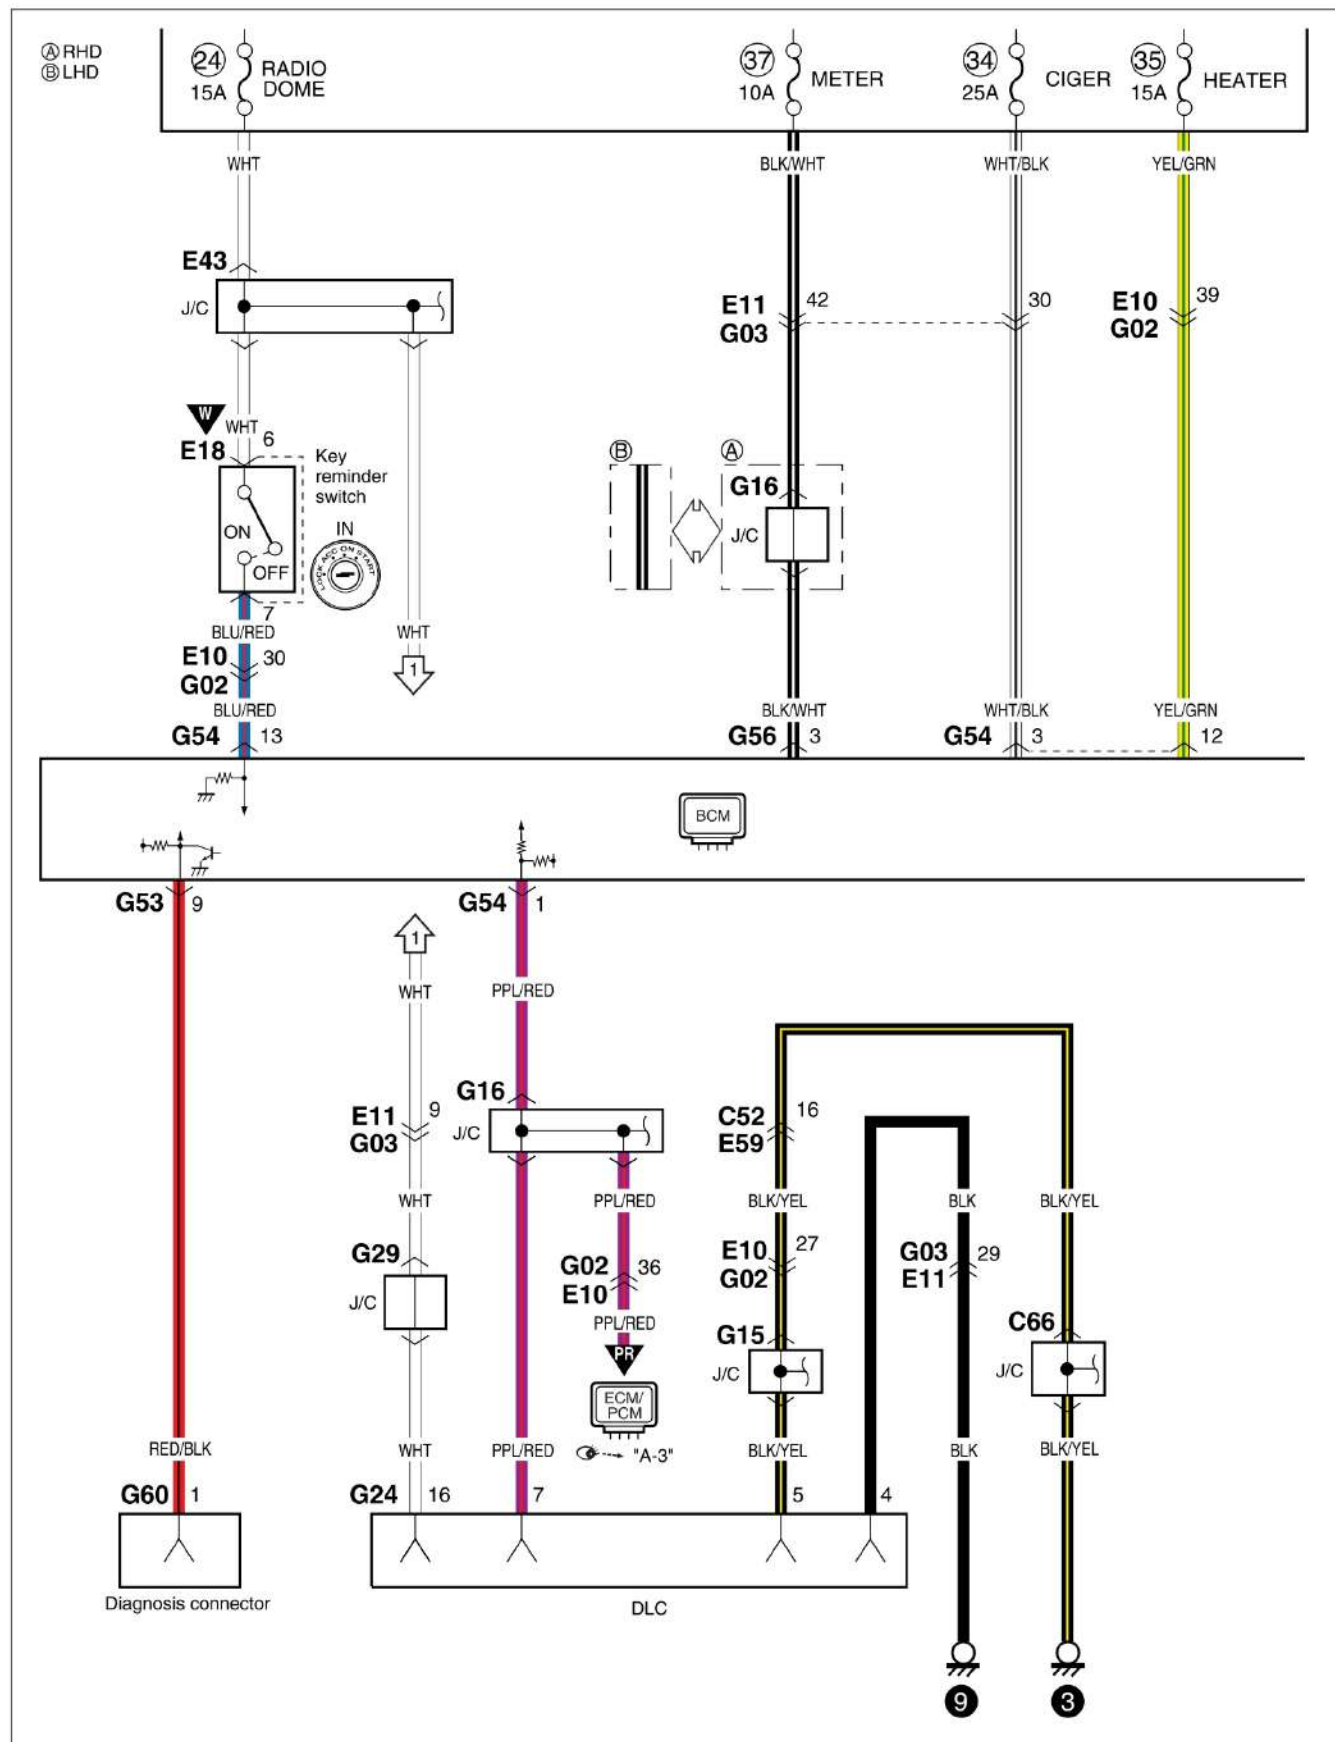 Ⓐ RHD
Ⓑ LHD
24
15A
RADIO
DOME
37
10A
METER
34
25A
CIGER
35
15A
HEATER
WHT
BLK/WHT
WHT/BLK
YEL/GRN
E43
J/C
E11
G03
42
30
E10
G02
39
W
WHT
E18
6
Key
reminder
switch
ON
OFF
IN
LOCK ACC ON START
7
BLU/RED
WHT
1
E10
G02
30
BLU/RED
G54
13
B
A
G16
J/C
BLK/WHT
G56
3
WHT/BLK
G54
3
YEL/GRN
12
BCM
G53
9
G54
1
1
WHT
PPL/RED
G16
J/C
E11
G03
9
C52
E59
16
WHT
PPL/RED
BLK/YEL
BLK
BLK/YEL
G29
J/C
G02
E10
36
E10
G02
27
G03
E11
29
PPL/RED
PR
G15
J/C
C66
J/C
ECM/
PCM
"A-3"
RED/BLK
WHT
PPL/RED
BLK/YEL
BLK
BLK/YEL
G60
1
G24
16
7
5
4
Diagnosis connector
DLC
9
3